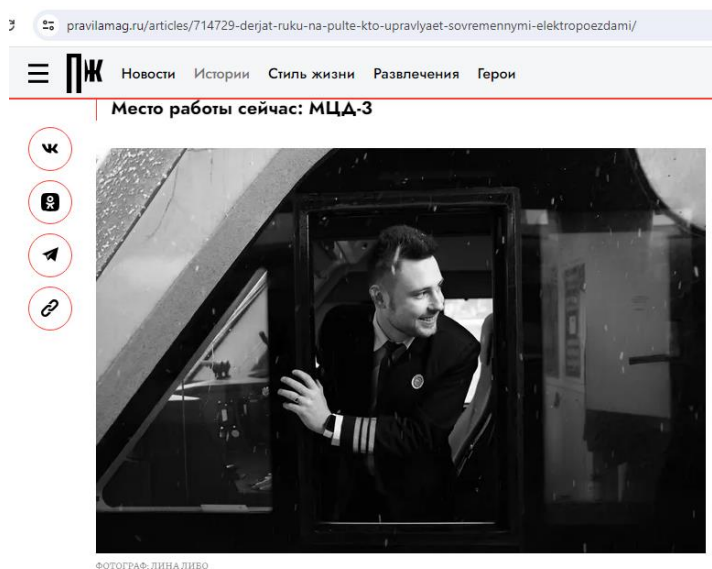 pravilamag.ru/articles/714729-derjat-ruku-na-pulte-kto-upravlyaet-sovremennymi-elektropoezdami/
ПЖ Новости Истории Стиль жизни Развлечения Герои
Место работы сейчас: МЦД-3
ФОТОГРАФ: ЛИНА ЛИБО